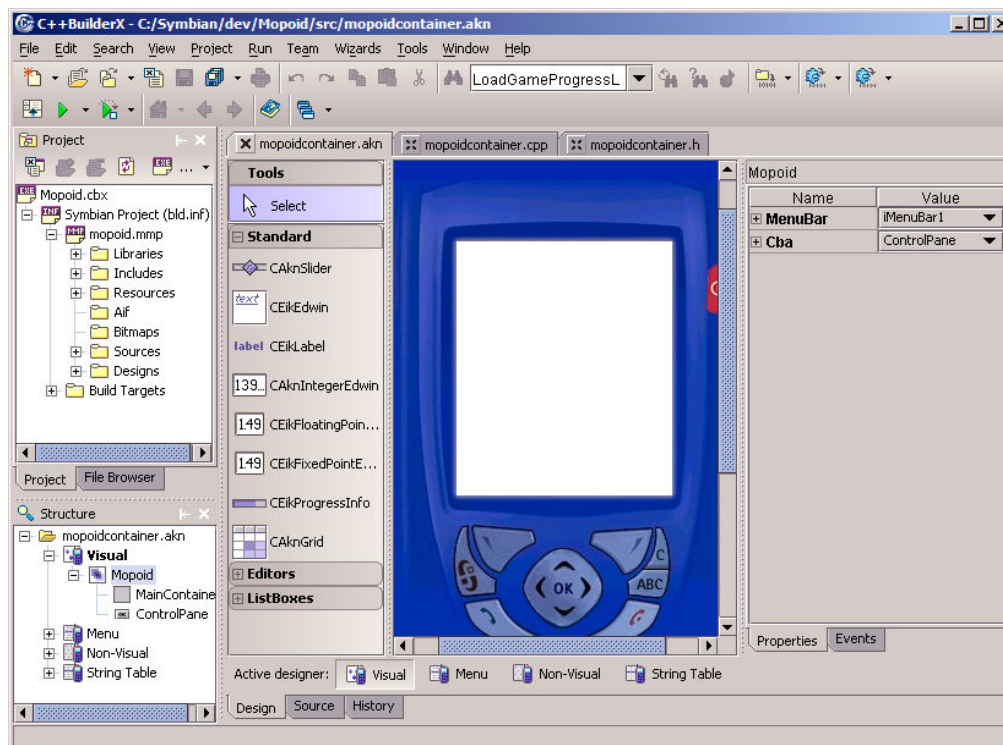 C++BuilderX - C:/Symbian/dev/Mopoid/src/mopoidcontainer.akn
File Edit Search View Project Run Team Wizards Tools Window Help
LoadGameProgressL
Project
EXE ...
mopoidcontainer.akn mopoidcontainer.cpp mopoidcontainer.h
EXE Mopoid.cbx
INF Symbian Project (bld.inf)
MMP mopoid.mmp
Libraries
Includes
Resources
Aif
Bitmaps
Sources
Designs
Build Targets
Project File Browser
Structure
mopoidcontainer.akn
Visual
Mopoid
MainContaine
ControlPane
Menu
Non-Visual
String Table
Tools
Select
Standard
CAknSlider
text CEikEdwin
label CEikLabel
139... CAknIntegerEdwin
1.49 CEikFloatingPoin...
1.49 CEikFixedPointE...
CEikProgressInfo
CAknGrid
Editors
ListBoxes
C
OK
ABC
Mopoid
Name Value
MenuBar iMenuBar1
Cba ControlPane
Properties Events
Active designer: Visual Menu Non-Visual String Table
Design Source History